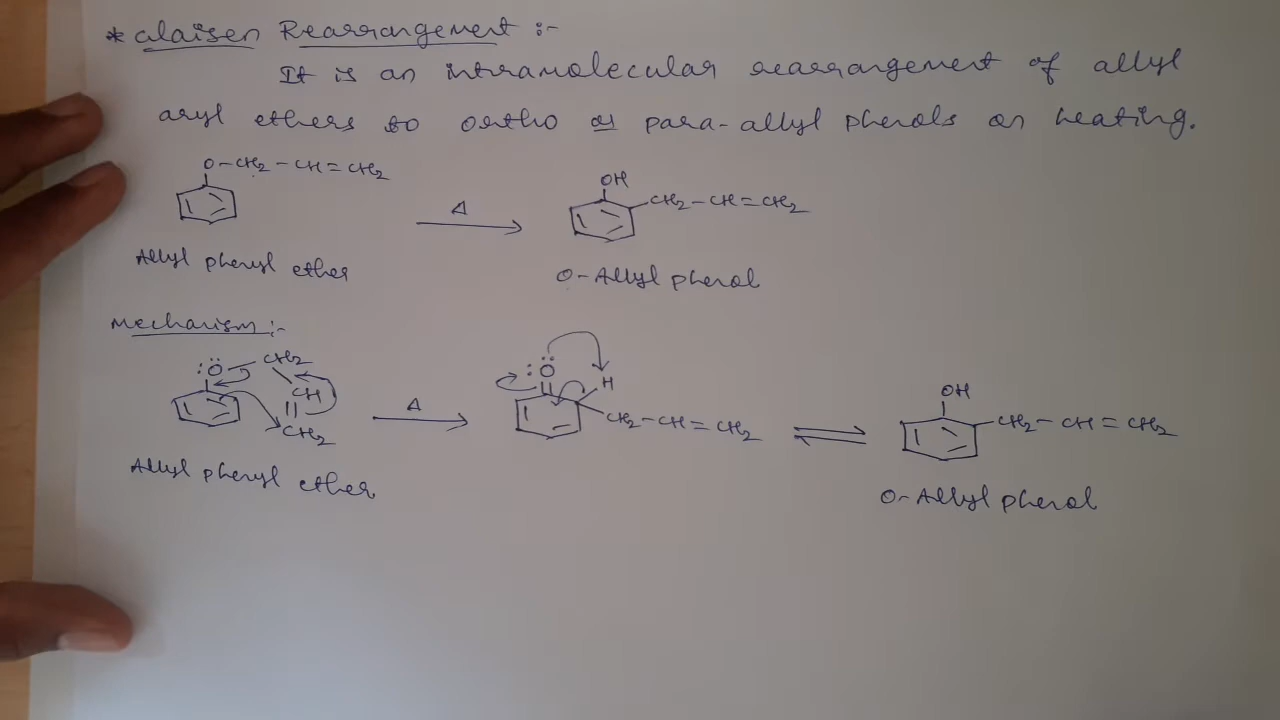 * Claisen Rearrangement :-
It is an intramolecular rearrangement of allyl
aryl ethers to ortho or para-allyl phenols on heating.
O-CH2-CH=CH2
OH
CH2-CH=CH2
Δ
Allyl phenyl ether
O-Allyl phenol
Mechanism:-
:Ö
CH2
CH
CH2
Δ
:Ö
H
CH2-CH=CH2
OH
CH2-CH=CH2
Allyl phenyl ether
O-Allyl phenol